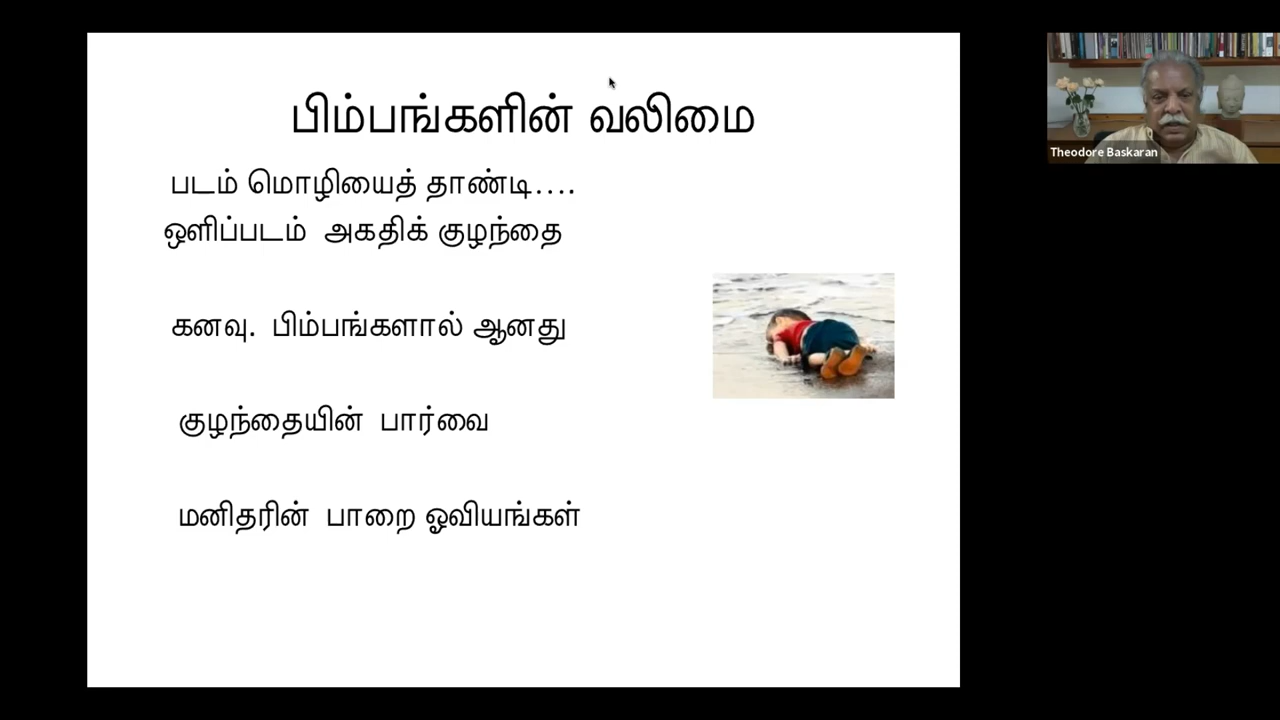 பிம்பங்களின் வலிமை
படம் மொழியைத் தாண்டி....
ஒளிப்படம் அகதிக் குழந்தை
கனவு. பிம்பங்களால் ஆனது
குழந்தையின் பார்வை
மனிதரின் பாறை ஓவியங்கள்
Theodore Baskaran